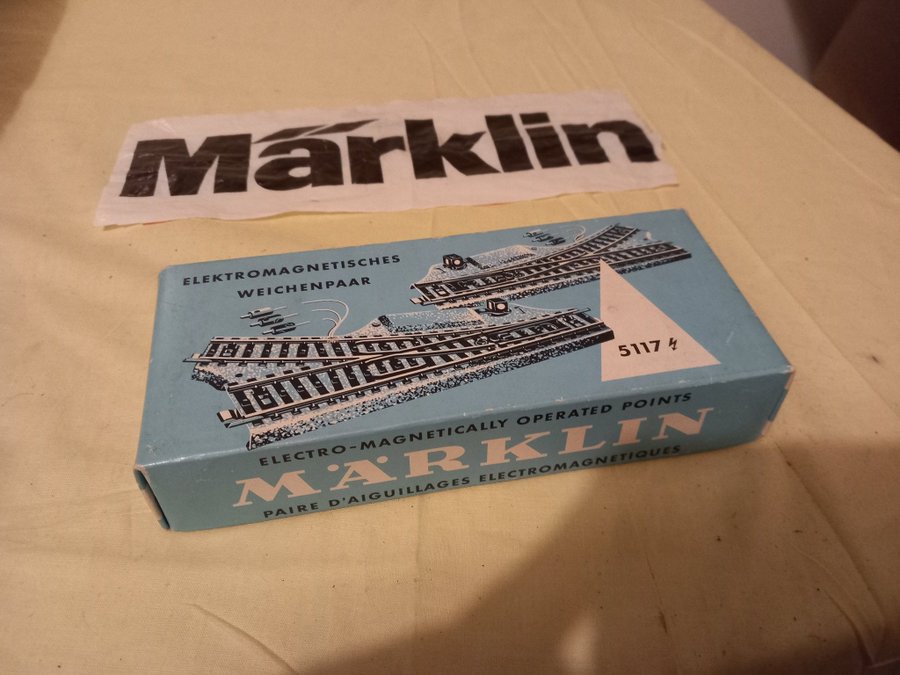 Märklin
ELEKTROMAGNETISCHES
WEICHENPAAR
5117
ELECTRO-MAGNETICALLY OPERATED POINTS
MÄRKLIN
PAIRE D'AIGUILLAGES ELECTROMAGNETIQUES